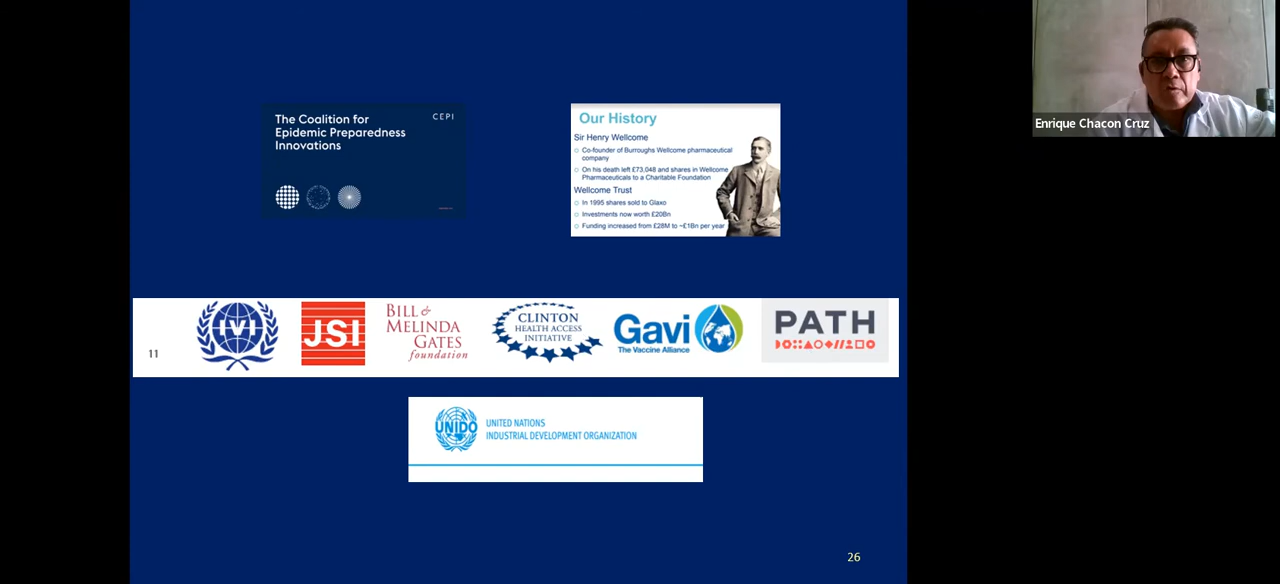 The Coalition for
Epidemic Preparedness
Innovations
CEPI
Our History
Sir Henry Wellcome
Co-founder of Burroughs Wellcome pharmaceutical
company
On his death left £73,048 and shares in Wellcome
Pharmaceuticals to a Charitable Foundation
Wellcome Trust
In 1995 shares sold to Glaxo
Investments now worth £20Bn
Funding increased from £28M to ~£1Bn per year
Enrique Chacon Cruz
11
IVI
JSI
BILL &
MELINDA
GATES
foundation
CLINTON
HEALTH ACCESS
INITIATIVE
Gavi
The Vaccine Alliance
PATH
UNIDO
UNITED NATIONS
INDUSTRIAL DEVELOPMENT ORGANIZATION
26